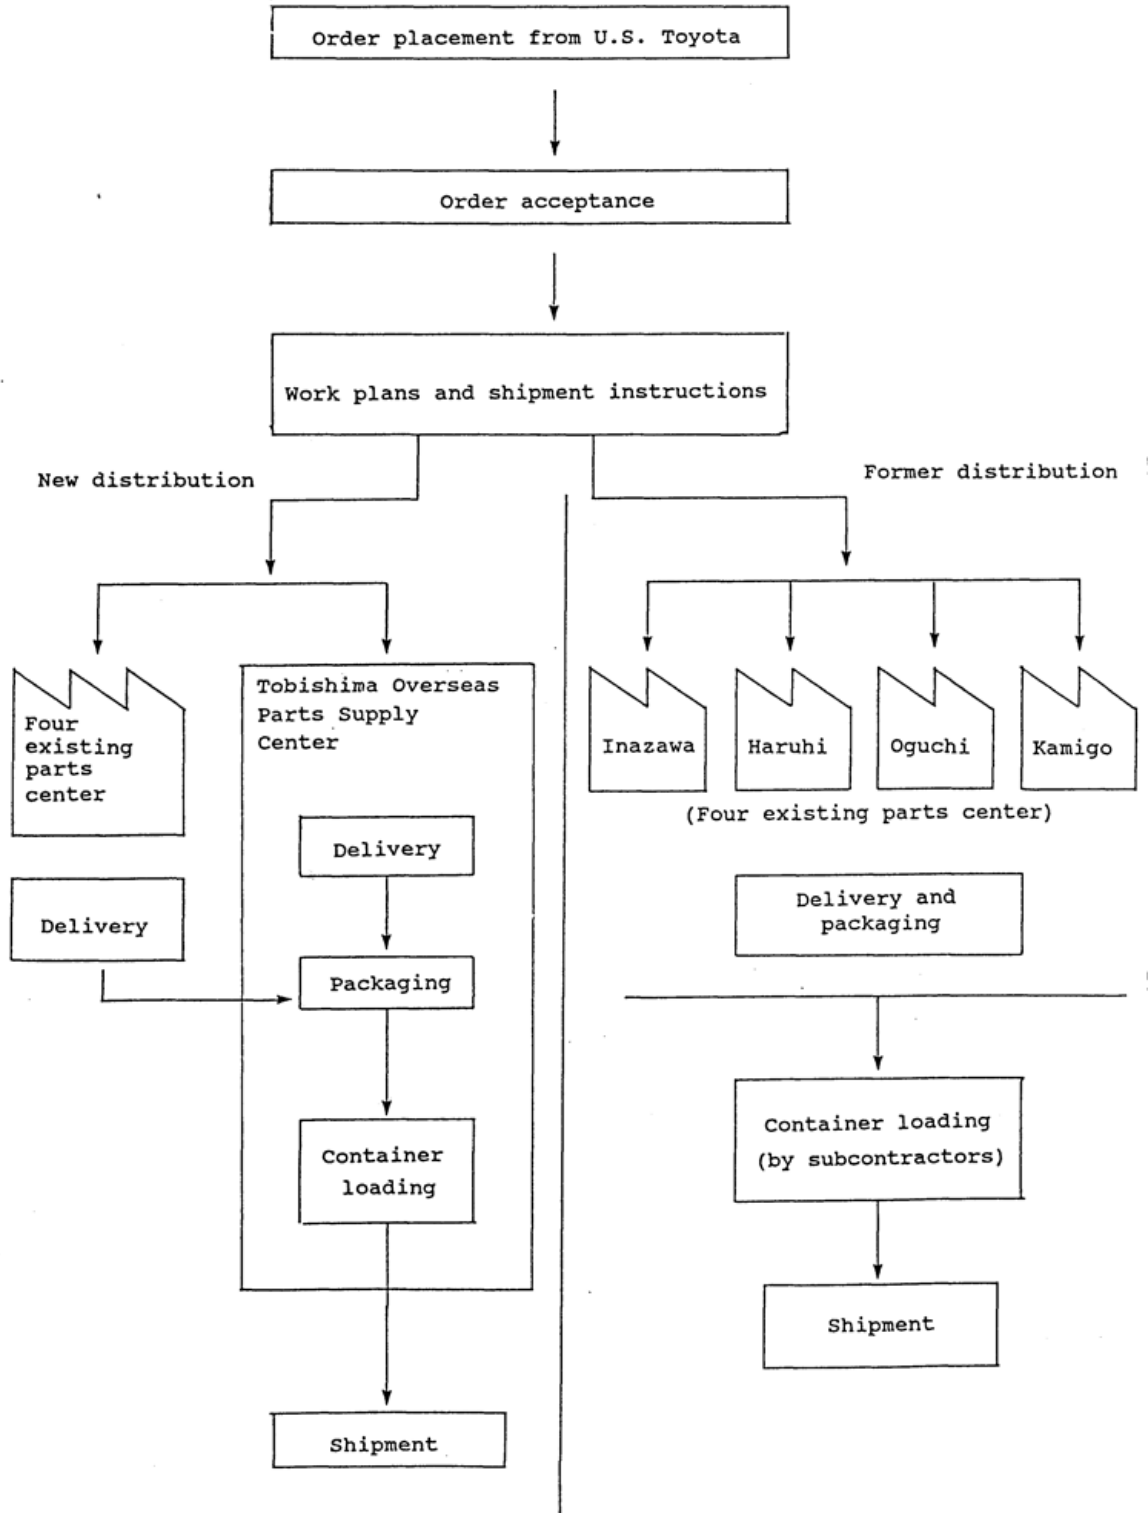 Order placement from U.S. Toyota
Order acceptance
Work plans and shipment instructions
New distribution
Former distribution
Four
existing
parts
center
Tobishima Overseas
Parts Supply
Center
Delivery
Delivery
Packaging
Container
loading
Shipment
Inazawa
Haruhi
Oguchi
Kamigo
(Four existing parts center)
Delivery and
packaging
Container loading
(by subcontractors)
Shipment